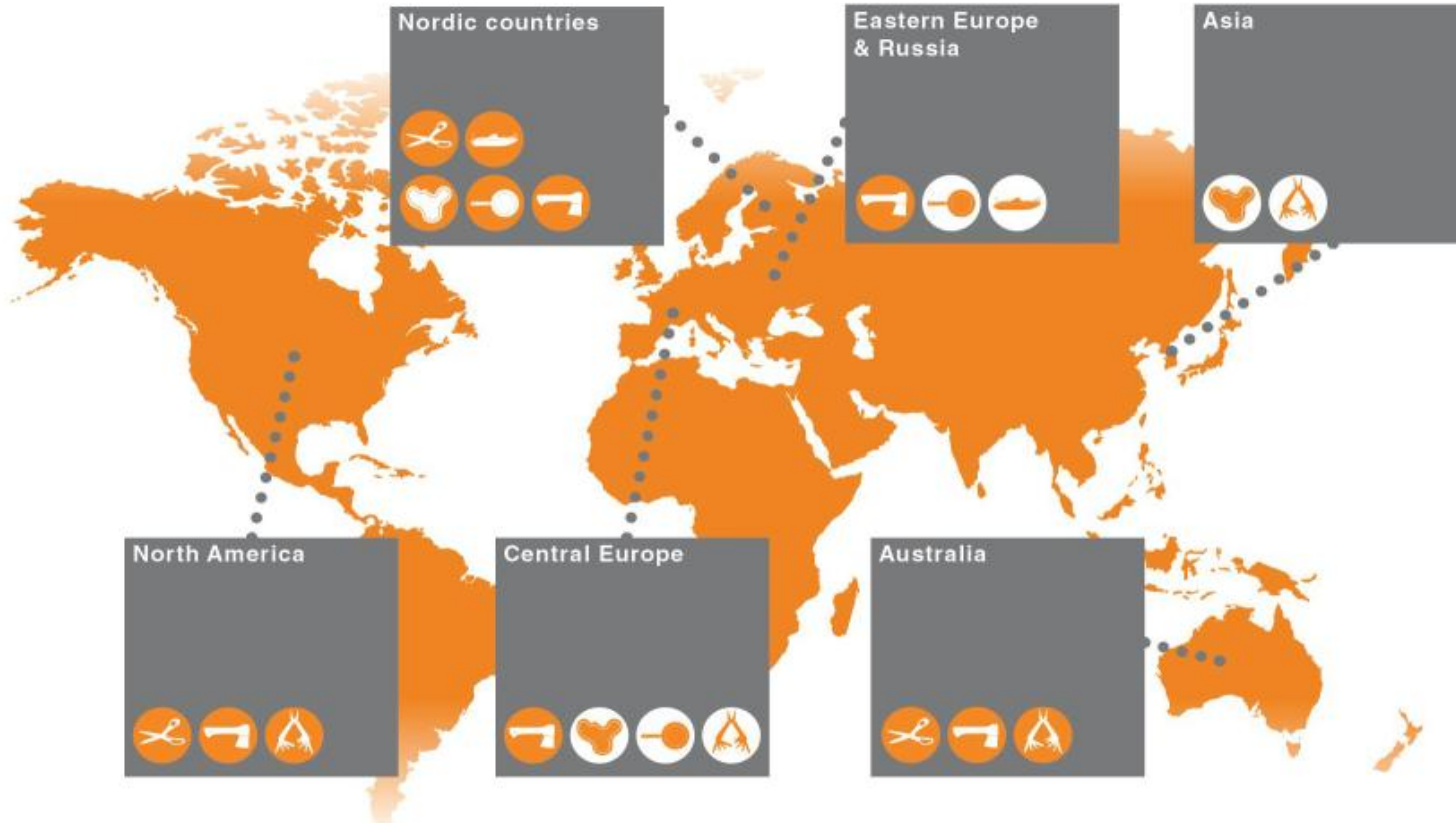 Nordic countries
Eastern Europe
& Russia
Asia
North America
Central Europe
Australia